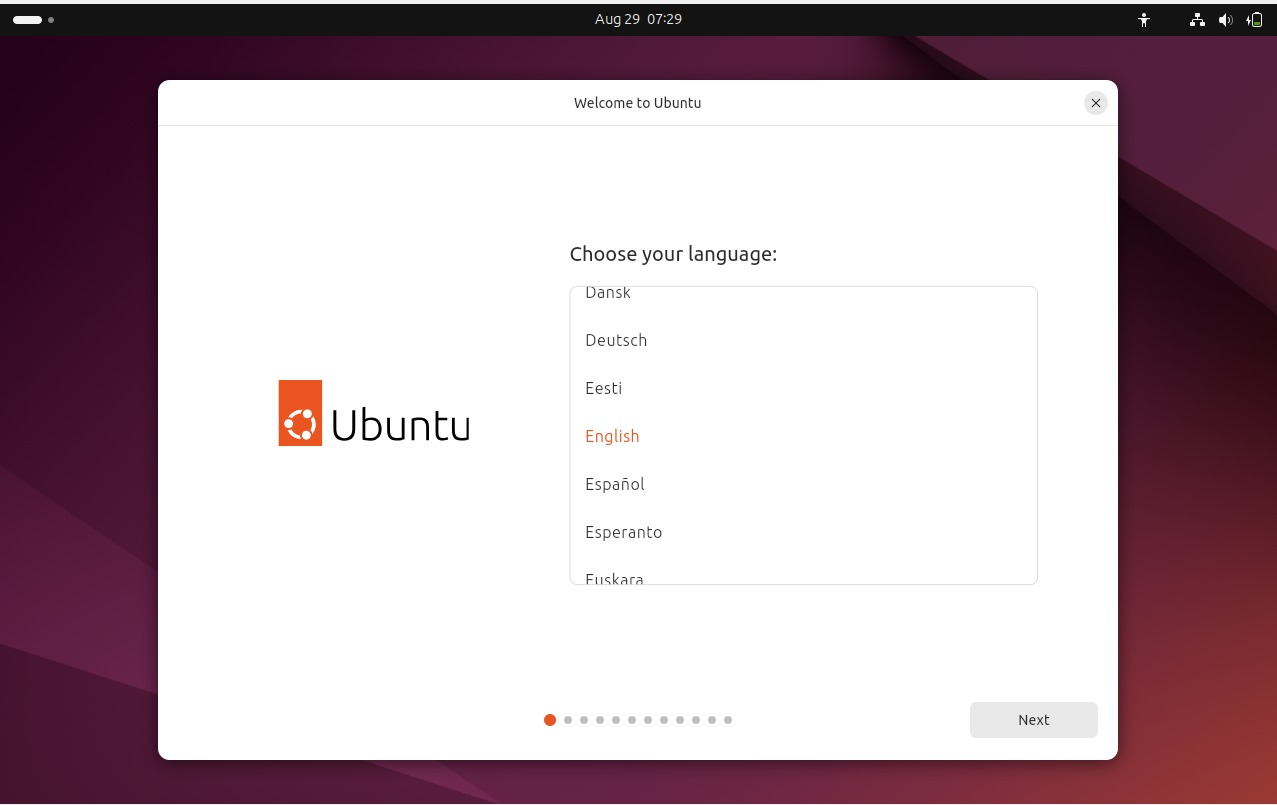 Aug 29 07:29
Welcome to Ubuntu
Choose your language:
Dansk
Deutsch
Eesti
English
Español
Esperanto
Euskara
Ubuntu
Next